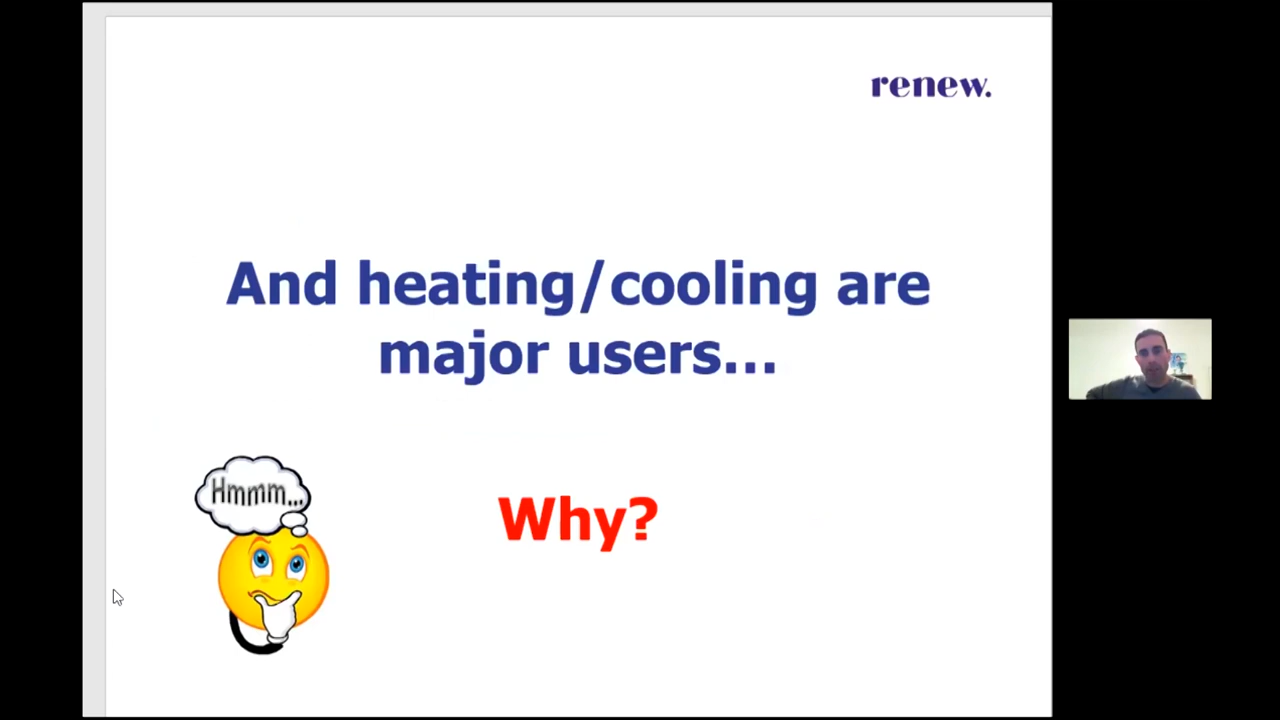 renew.
And heating/cooling are
major users...
Hmmm...
Why?